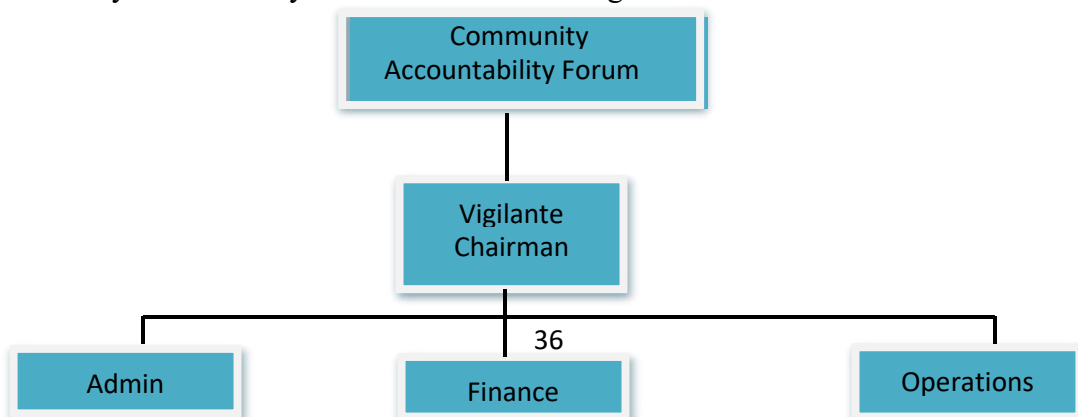 Community
Accountability Forum
Vigilante
Chairman
36
Admin
Finance
Operations